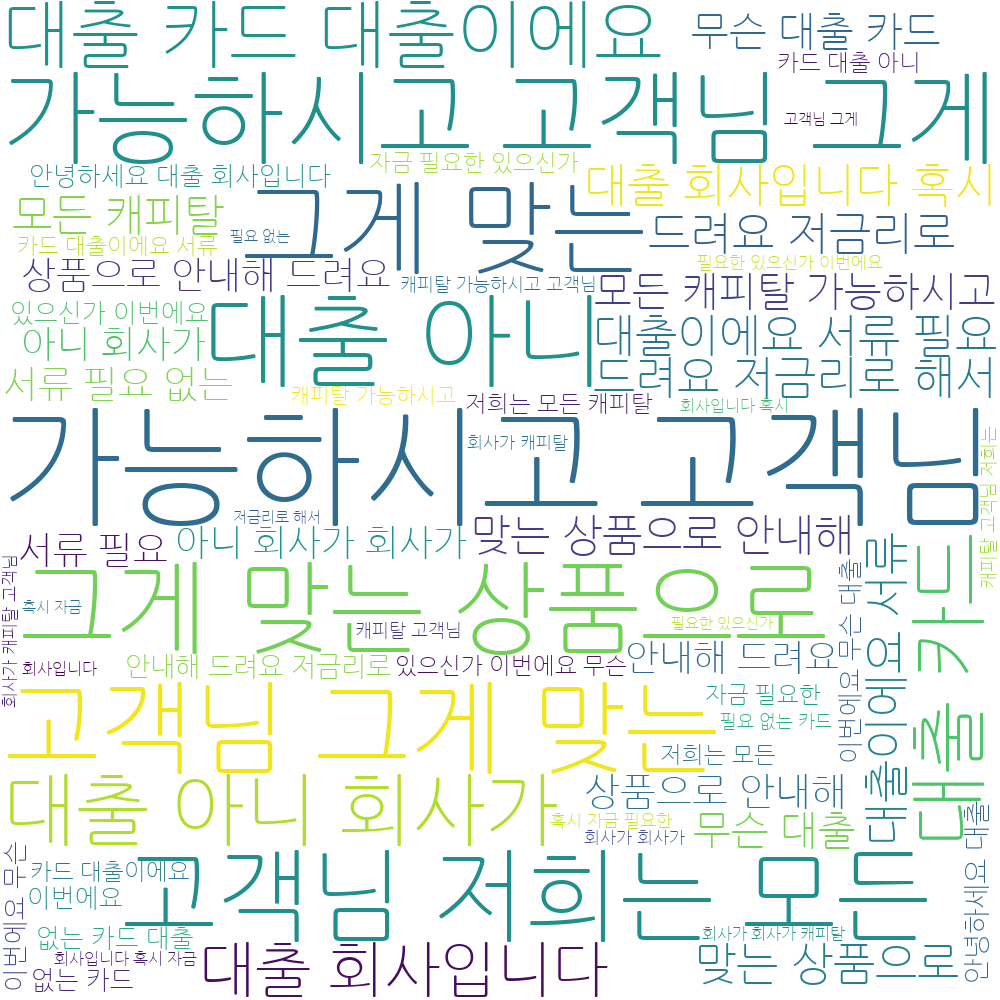 대출 카드 대출이에요
무슨 대출 카드
카드 대출 아니
가능하시고 고객님 그게
고객님 그게
안녕하세요 대출 회사입니다
자금 필요한 있으신가
대출 회사입니다 혹시
모든 캐피탈
그게 맞는
드려요 저금리로
카드 대출이에요 서류
필요 없는
필요한 있으신가 이번에요
상품으로 안내해 드려요
캐피탈 가능하시고 고객님
모든 캐피탈 가능하시고
있으신가 이번에요
대출 아니
대출이에요 서류 필요
아니 회사가
드려요 저금리로 해서
서류 필요 없는
캐피탈 가능하시고
저희는 모든 캐피탈
회사입니다 혹시
가능하시고 고객님
회사가 캐피탈
캐피탈 고객님 저희는
저금리로 해서
서류 필요
아니 회사가 회사가
맞는 상품으로 안내해
회사가 캐피탈 고객님
그게 맞는 상품으로
혹시 자금
필요한 있으신가
캐피탈 고객님
이번에요 무슨 대출
대출이에요 서류
대출 카드
회사입니다
안내해 드려요 저금리로
있으신가 이번에요 무슨
안내해 드려요
고객님 그게 맞는
자금 필요한
필요 없는 카드
저희는 모든
대출 아니 회사가
상품으로 안내해
혹시 자금 필요한
무슨 대출
회사가 회사가
안녕하세요 대출
이번에요 무슨
고객님 저희는 모든
카드 대출이에요
이번에요
없는 카드 대출
회사가 회사가 캐피탈
회사입니다 혹시 자금
대출 회사입니다
맞는 상품으로
없는 카드